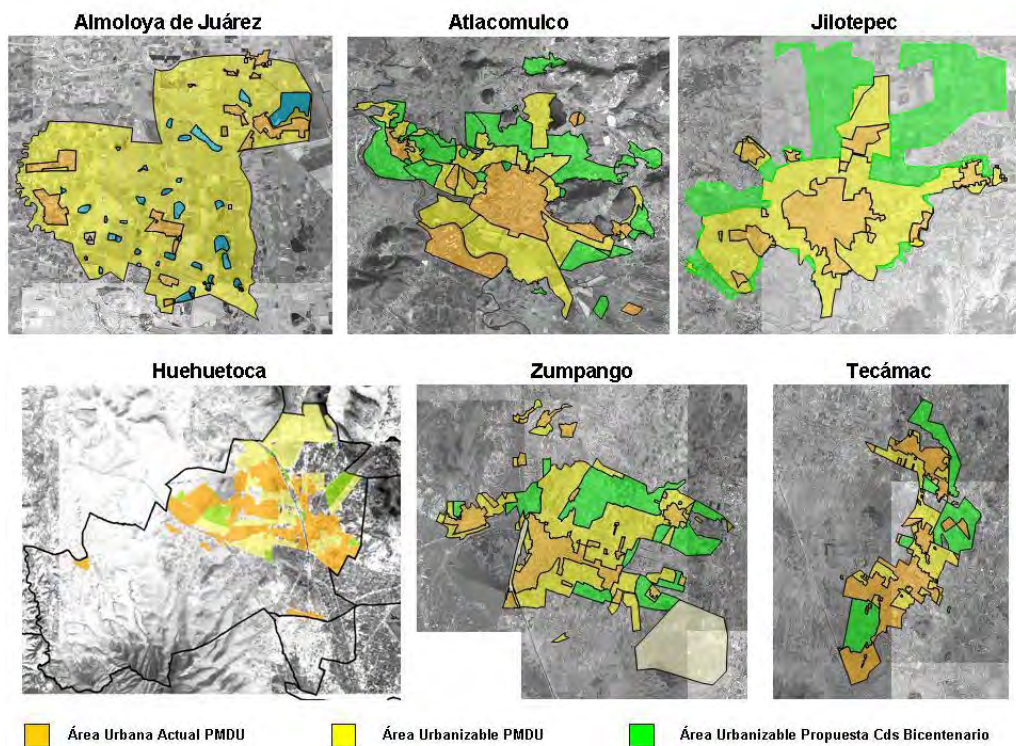 Almoloya de Juárez
Atlacomulco
Jilotepec
Huehuetoca
Zumpango
Tecámac
Área Urbana Actual PMDU
Área Urbanizable PMDU
Área Urbanizable Propuesta Cds Bicentenario